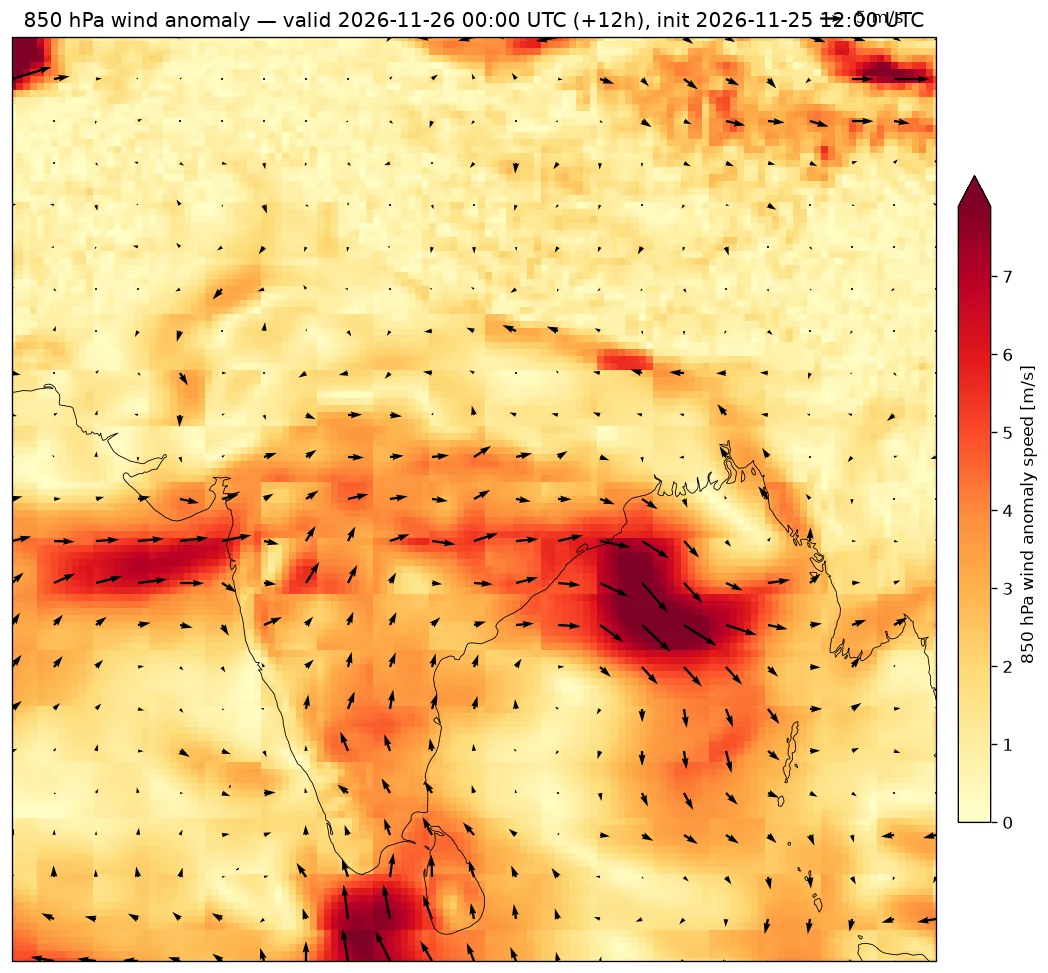 850 hPa wind anomaly — valid 2026-11-26 00:00 UTC (+12h), init 2026-11-25 12:00 UTC
5 m/s
7
6
5
4
3
2
1
0
850 hPa wind anomaly speed [m/s]